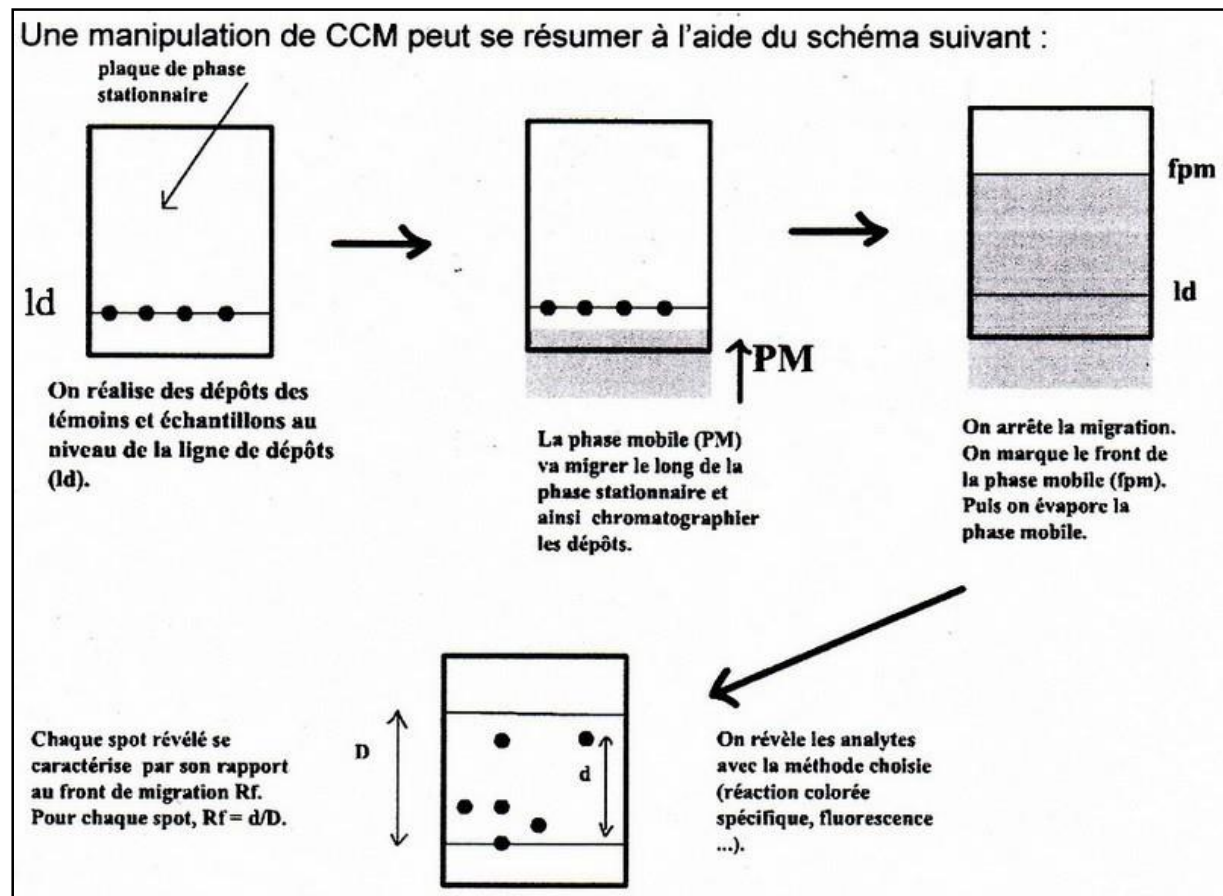 Une manipulation de CCM peut se résumer à l'aide du schéma suivant :
plaque de phase
stationnaire
ld
On réalise des dépôts des
témoins et échantillons au
niveau de la ligne de dépôts
(ld).
PM
La phase mobile (PM)
va migrer le long de la
phase stationnaire et
ainsi chromatographier
les dépôts.
fpm
ld
On arrête la migration.
On marque le front de
la phase mobile (fpm).
Puis on évapore la
phase mobile.
Chaque spot révélé se
caractérise par son rapport
au front de migration Rf.
Pour chaque spot, Rf = d/D.
D
d
On révèle les analytes
avec la méthode choisie
(réaction colorée
spécifique, fluorescence
...).